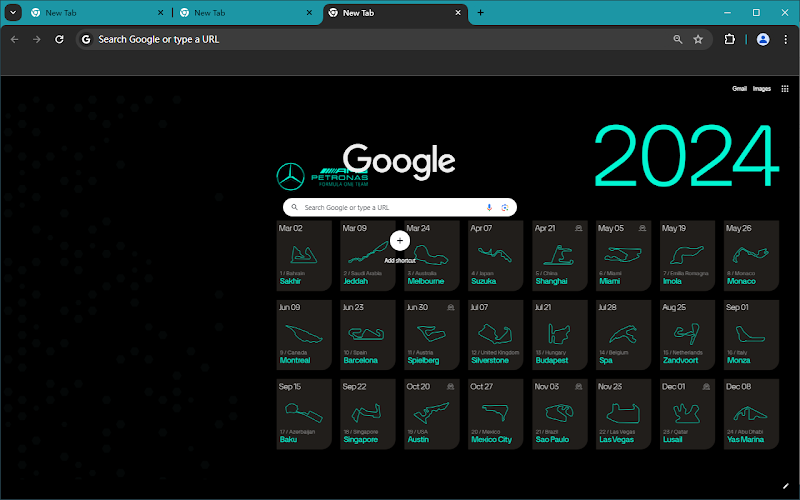 New Tab
New Tab
New Tab
Search Google or type a URL
Gmail Images
2024
Google
AMG
PETRONAS
FORMULA ONE TEAM
Search Google or type a URL
Mar 02
1 / Bahrain
Sakhir
Mar 09
2 / Saudi Arabia
Jeddah
Mar 24
3 / Australia
Melbourne
Apr 07
4 / Japan
Suzuka
Apr 21
5 / China
Shanghai
May 05
6 / Miami
Miami
May 19
7 / Emilia Romagna
Imola
May 26
8 / Monaco
Monaco
Add shortcut
Jun 09
9 / Canada
Montreal
Jun 23
10 / Spain
Barcelona
Jun 30
11 / Austria
Spielberg
Jul 07
12 / United Kingdom
Silverstone
Jul 21
13 / Hungary
Budapest
Jul 28
14 / Belgium
Spa
Aug 25
15 / Netherlands
Zandvoort
Sep 01
16 / Italy
Monza
Sep 15
17 / Azerbaijan
Baku
Sep 22
18 / Singapore
Singapore
Oct 20
19 / USA
Austin
Oct 27
20 / Mexico
Mexico City
Nov 03
21 / Brazil
Sao Paulo
Nov 23
22 / Las Vegas
Las Vegas
Dec 01
23 / Qatar
Lusail
Dec 08
24 / Abu Dhabi
Yas Marina